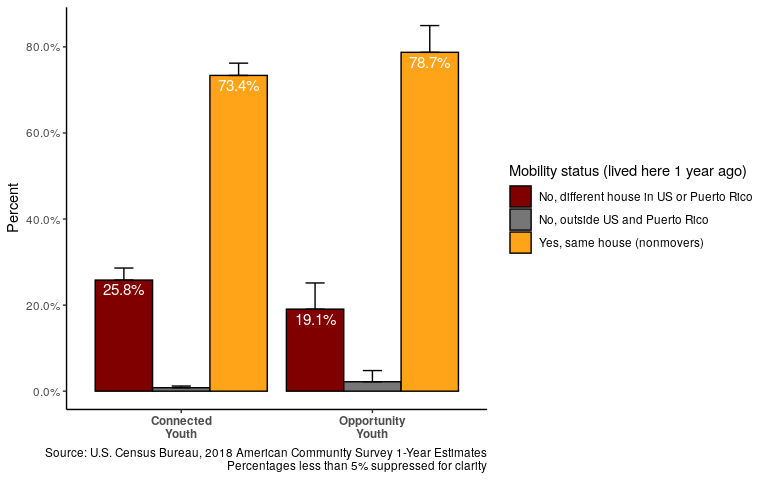 Percent
80.0%
60.0%
40.0%
20.0%
0.0%
25.8%
73.4%
19.1%
78.7%
Connected
Youth
Opportunity
Youth
Mobility status (lived here 1 year ago)
No, different house in US or Puerto Rico
No, outside US and Puerto Rico
Yes, same house (nonmovers)
Source: U.S. Census Bureau, 2018 American Community Survey 1-Year Estimates
Percentages less than 5% suppressed for clarity